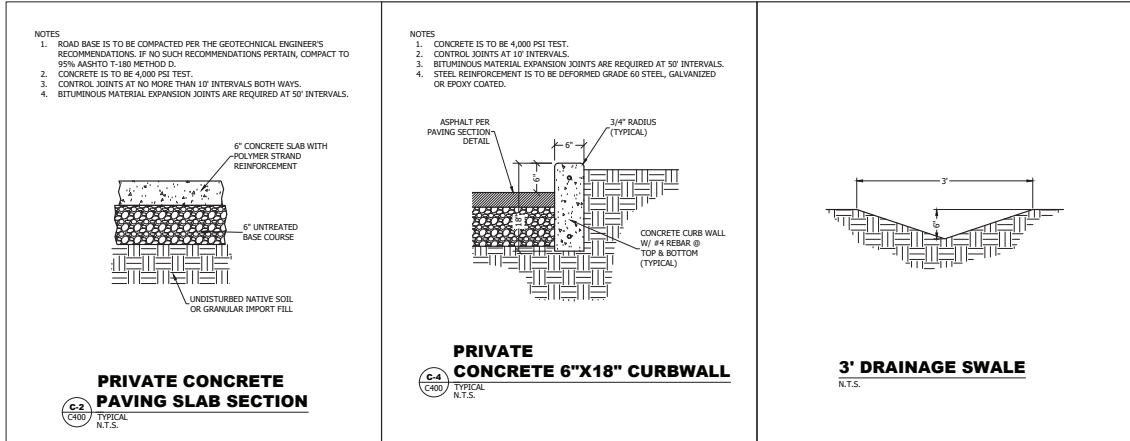 NOTES
1. ROAD BASE IS TO BE COMPACTED PER THE GEOTECHNICAL ENGINEER'S
RECOMMENDATIONS. IF NO SUCH RECOMMENDATIONS PERTAIN, COMPACT TO
95% AASHTO T-180 METHOD D.
2. CONCRETE IS TO BE 4,000 PSI TEST.
3. CONTROL JOINTS AT NO MORE THAN 10' INTERVALS BOTH WAYS.
4. BITUMINOUS MATERIAL EXPANSION JOINTS ARE REQUIRED AT 50' INTERVALS.
6" CONCRETE SLAB WITH
POLYMER STRAND
REINFORCEMENT
6" UNTREATED
BASE COURSE
UNDISTURBED NATIVE SOIL
OR GRANULAR IMPORT FILL
PRIVATE CONCRETE
PAVING SLAB SECTION
C-2
C400
TYPICAL
N.T.S.
NOTES
1. CONCRETE IS TO BE 4,000 PSI TEST.
2. CONTROL JOINTS AT 10' INTERVALS.
3. BITUMINOUS MATERIAL EXPANSION JOINTS ARE REQUIRED AT 50' INTERVALS.
4. STEEL REINFORCEMENT IS TO BE DEFORMED GRADE 60 STEEL, GALVANIZED
OR EPOXY COATED.
ASPHALT PER
PAVING SECTION
DETAIL
3/4" RADIUS
(TYPICAL)
6"
6"
18"
CONCRETE CURB WALL
W/ #4 REBAR @
TOP & BOTTOM
(TYPICAL)
PRIVATE
CONCRETE 6"X18" CURBWALL
C-4
C400
TYPICAL
N.T.S.
3'
6"
3' DRAINAGE SWALE
N.T.S.